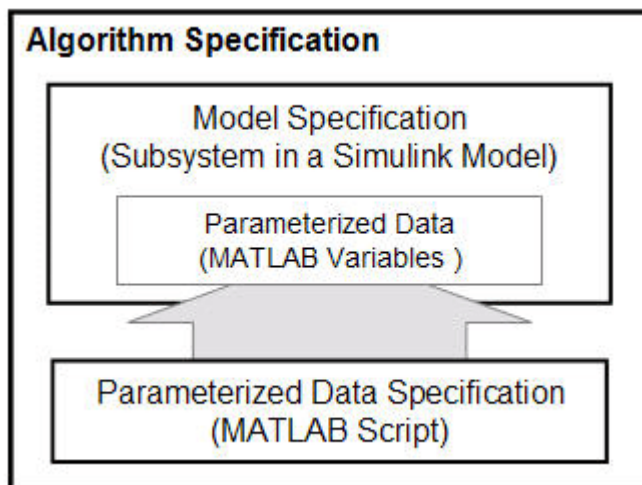 Algorithm Specification
Model Specification
(Subsystem in a Simulink Model)
Parameterized Data
(MATLAB Variables )
Parameterized Data Specification
(MATLAB Script)